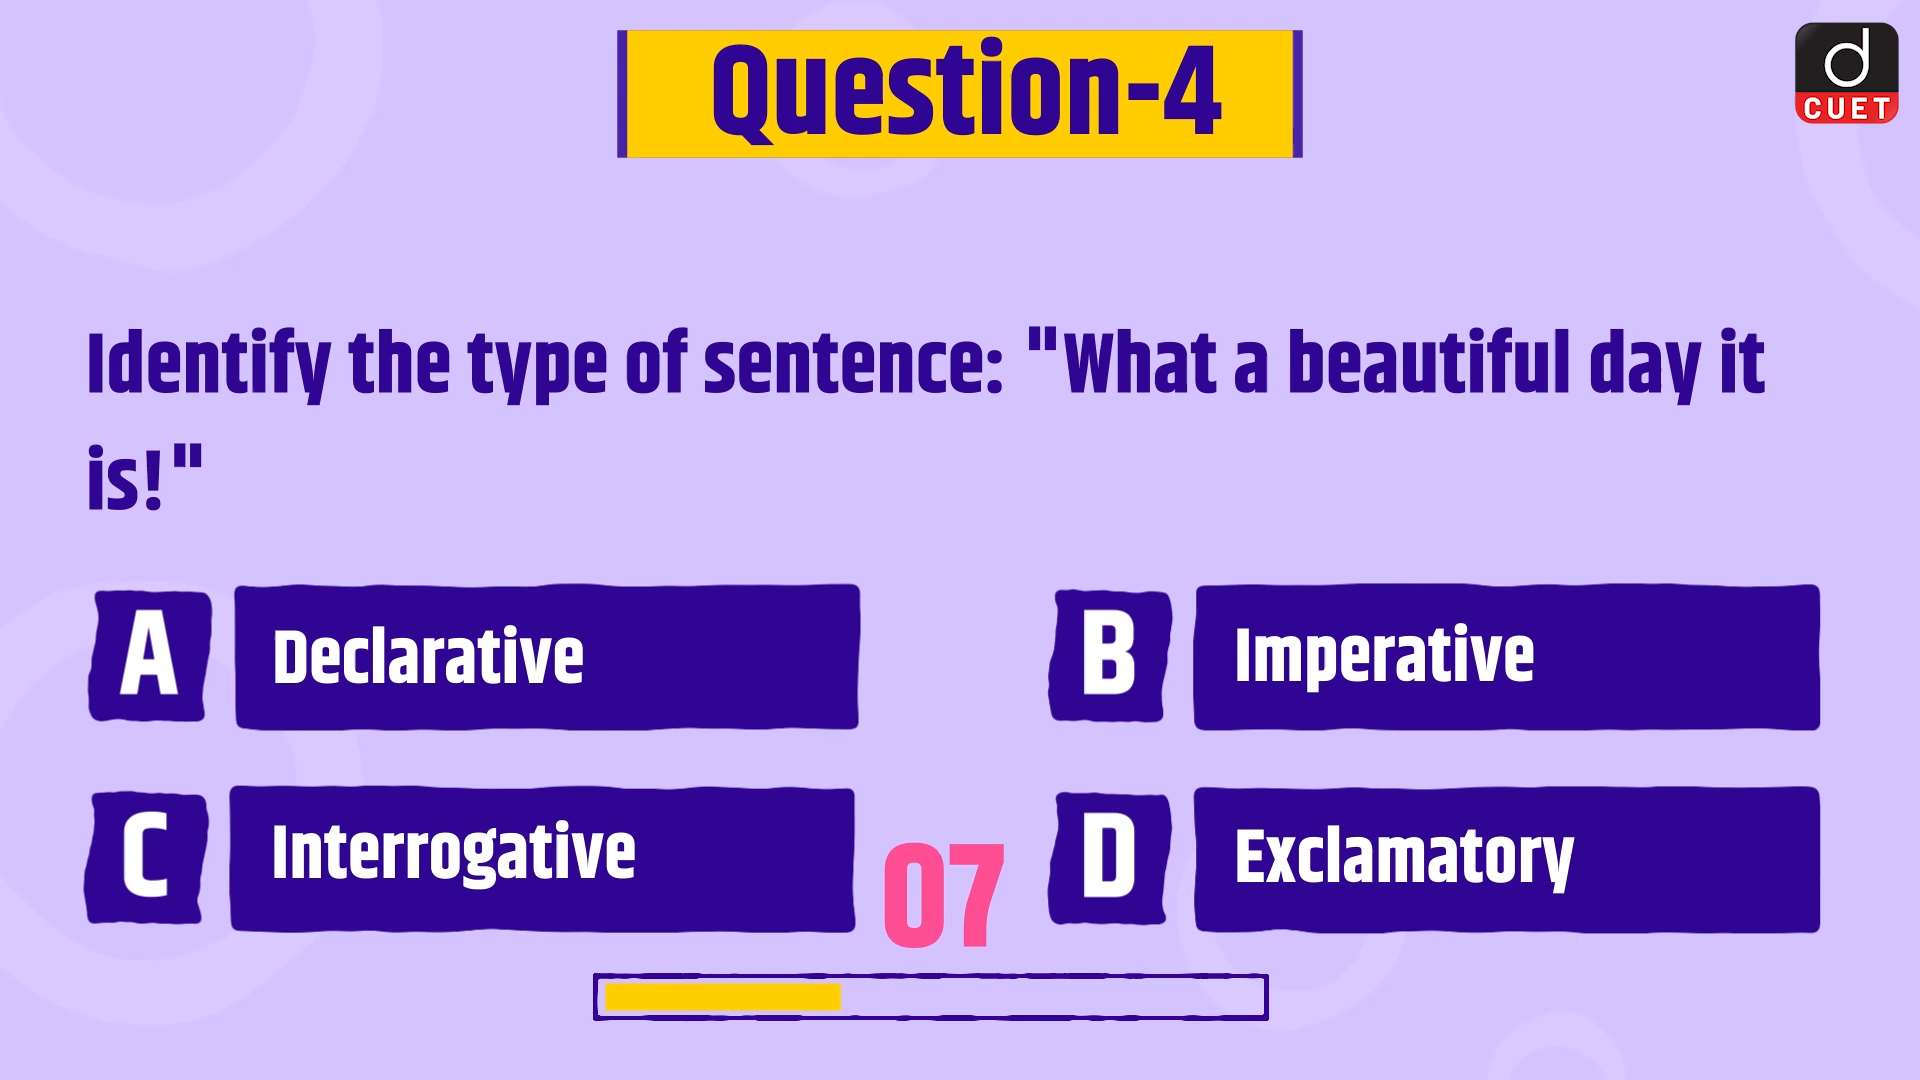 Question-4
d
CUET
Identify the type of sentence: "What a beautiful day it
is!"
A Declarative
B Imperative
C Interrogative
D Exclamatory
07